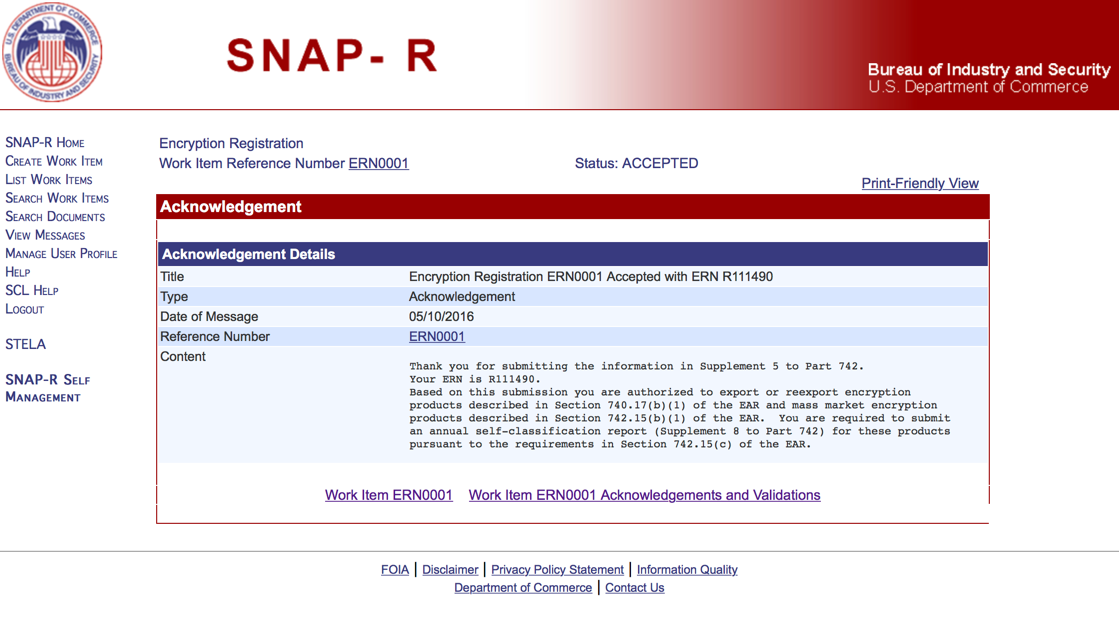 U.S. DEPARTMENT OF COMMERCE
BUREAU OF INDUSTRY AND SECURITY
SNAP- R
Bureau of Industry and Security
U.S. Department of Commerce
SNAP-R Home
Create Work Item
List Work Items
Search Work Items
Search Documents
View Messages
Manage User Profile
Help
SCL Help
Logout
STELA
SNAP-R Self
Management
Encryption Registration
Work Item Reference Number ERN0001 Status: ACCEPTED
Print-Friendly View
Acknowledgement
Acknowledgement Details
Title Encryption Registration ERN0001 Accepted with ERN R111490
Type Acknowledgement
Date of Message 05/10/2016
Reference Number ERN0001
Content
Thank you for submitting the information in Supplement 5 to Part 742.
Your ERN is R111490.
Based on this submission you are authorized to export or reexport encryption
products described in Section 740.17(b)(1) of the EAR and mass market encryption
products described in Section 742.15(b)(1) of the EAR. You are required to submit
an annual self-classification report (Supplement 8 to Part 742) for these products
pursuant to the requirements in Section 742.15(c) of the EAR.
Work Item ERN0001 Work Item ERN0001 Acknowledgements and Validations
FOIA | Disclaimer | Privacy Policy Statement | Information Quality
Department of Commerce | Contact Us